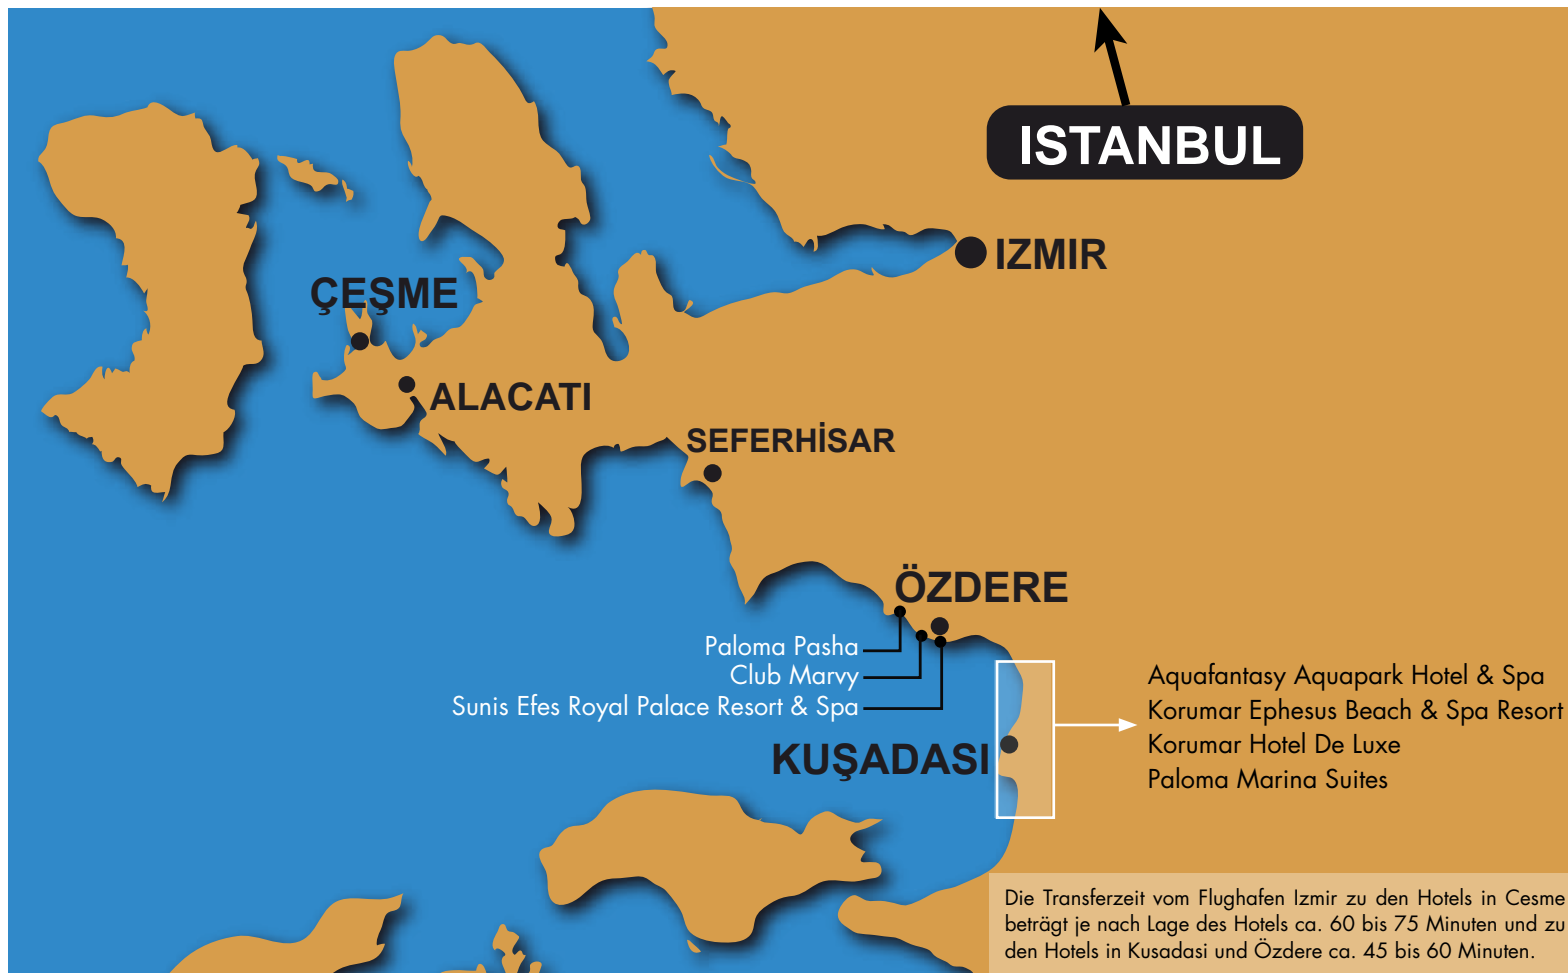 ISTANBUL
IZMIR
ÇEŞME
ALACATI
SEFERHİSAR
ÖZDERE
Paloma Pasha
Club Marvy
Sunis Efes Royal Palace Resort & Spa
KUŞADASI
Aquafantasy Aquapark Hotel & Spa
Korumar Ephesus Beach & Spa Resort
Korumar Hotel De Luxe
Paloma Marina Suites
Die Transferzeit vom Flughafen Izmir zu den Hotels in Cesme
beträgt je nach Lage des Hotels ca. 60 bis 75 Minuten und zu
den Hotels in Kusadasi und Özdere ca. 45 bis 60 Minuten.